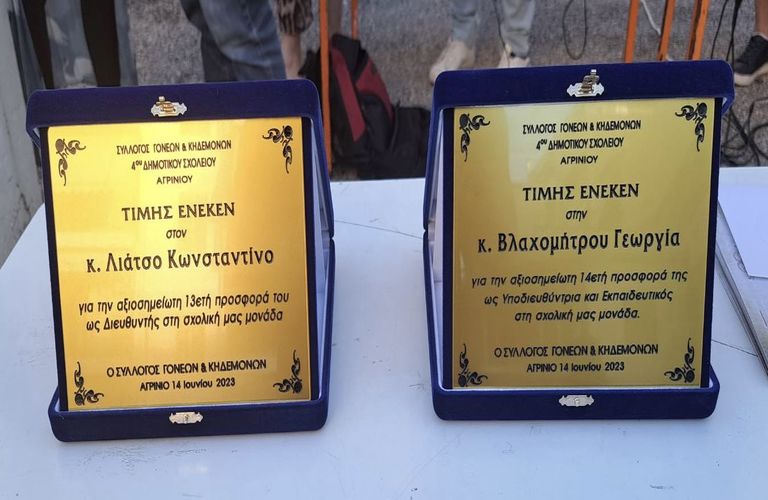 ΣΥΛΛΟΓΟΣ ΓΟΝΕΩΝ & ΚΗΔΕΜΟΝΩΝ
4ου ΔΗΜΟΤΙΚΟΥ ΣΧΟΛΕΙΟΥ
ΑΓΡΙΝΙΟΥ
ΤΙΜΗΣ ΕΝΕΚΕΝ
στον
κ. Λιάτσο Κωνσταντίνο
για την αξιοσημείωτη 13ετή προσφορά του
ως Διευθυντής στη σχολική μας μονάδα
Ο ΣΥΛΛΟΓΟΣ ΓΟΝΕΩΝ & ΚΗΔΕΜΟΝΩΝ
ΑΓΡΙΝΙΟ 14 Ιουνίου 2023
ΣΥΛΛΟΓΟΣ ΓΟΝΕΩΝ & ΚΗΔΕΜΟΝΩΝ
4ου ΔΗΜΟΤΙΚΟΥ ΣΧΟΛΕΙΟΥ
ΑΓΡΙΝΙΟΥ
ΤΙΜΗΣ ΕΝΕΚΕΝ
στην
κ. Βλαχομήτρου Γεωργία
για την αξιοσημείωτη 14ετή προσφορά της
ως Υποδιευθύντρια και Εκπαιδευτικός
στη σχολική μας μονάδα.
Ο ΣΥΛΛΟΓΟΣ ΓΟΝΕΩΝ & ΚΗΔΕΜΟΝΩΝ
ΑΓΡΙΝΙΟ 14 Ιουνίου 2023